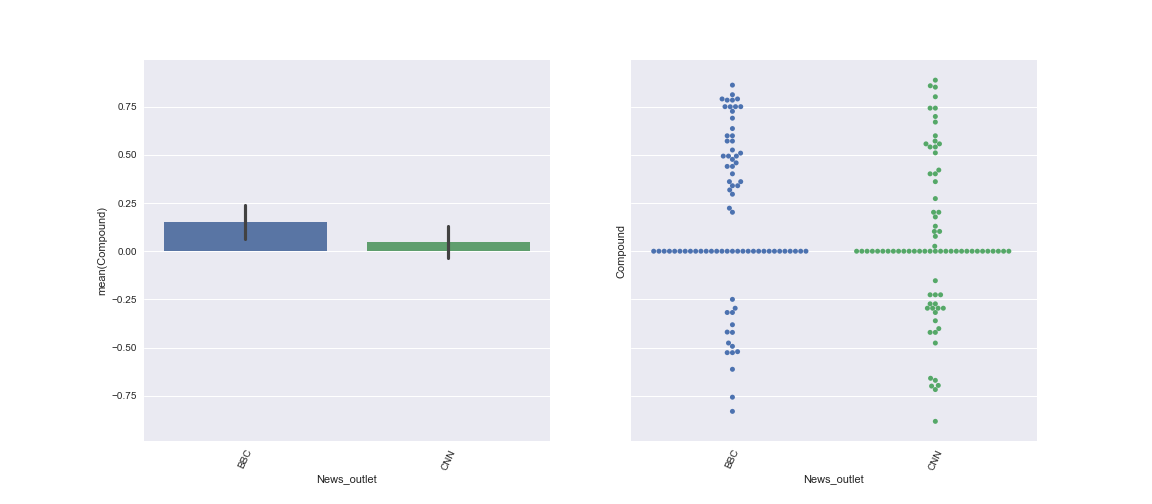 mean(Compound)
0.75
0.50
0.25
0.00
−0.25
−0.50
−0.75
BBC
CNN
News_outlet
Compound
BBC
CNN
News_outlet